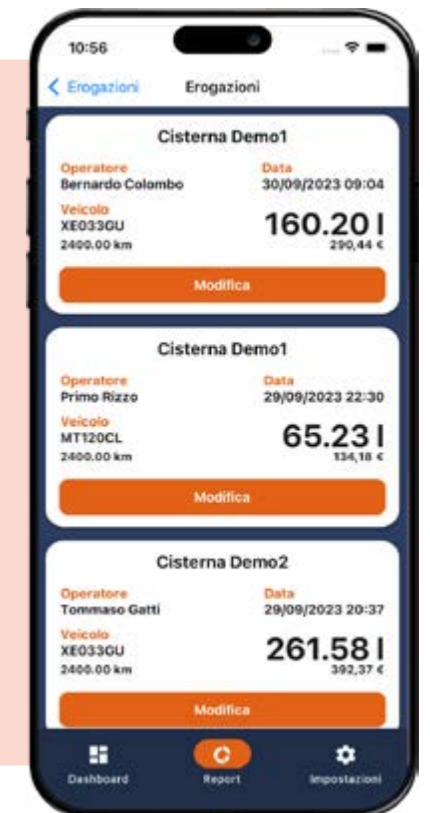 10:56
Erogazioni Erogazioni
Cisterna Demo1
Operatore Data
Bernardo Colombo 30/09/2023 09:04
Veicolo
XE033GU 160.20 l
2400.00 km 290,44 €
Modifica
Cisterna Demo1
Operatore Data
Primo Rizzo 29/09/2023 22:30
Veicolo
MT120CL 65.23 l
2400.00 km 134,18 €
Modifica
Cisterna Demo2
Operatore Data
Tommaso Gatti 29/09/2023 20:37
Veicolo
XE033GU 261.58 l
2400.00 km 392,37 €
Modifica
Dashboard Report Impostazioni